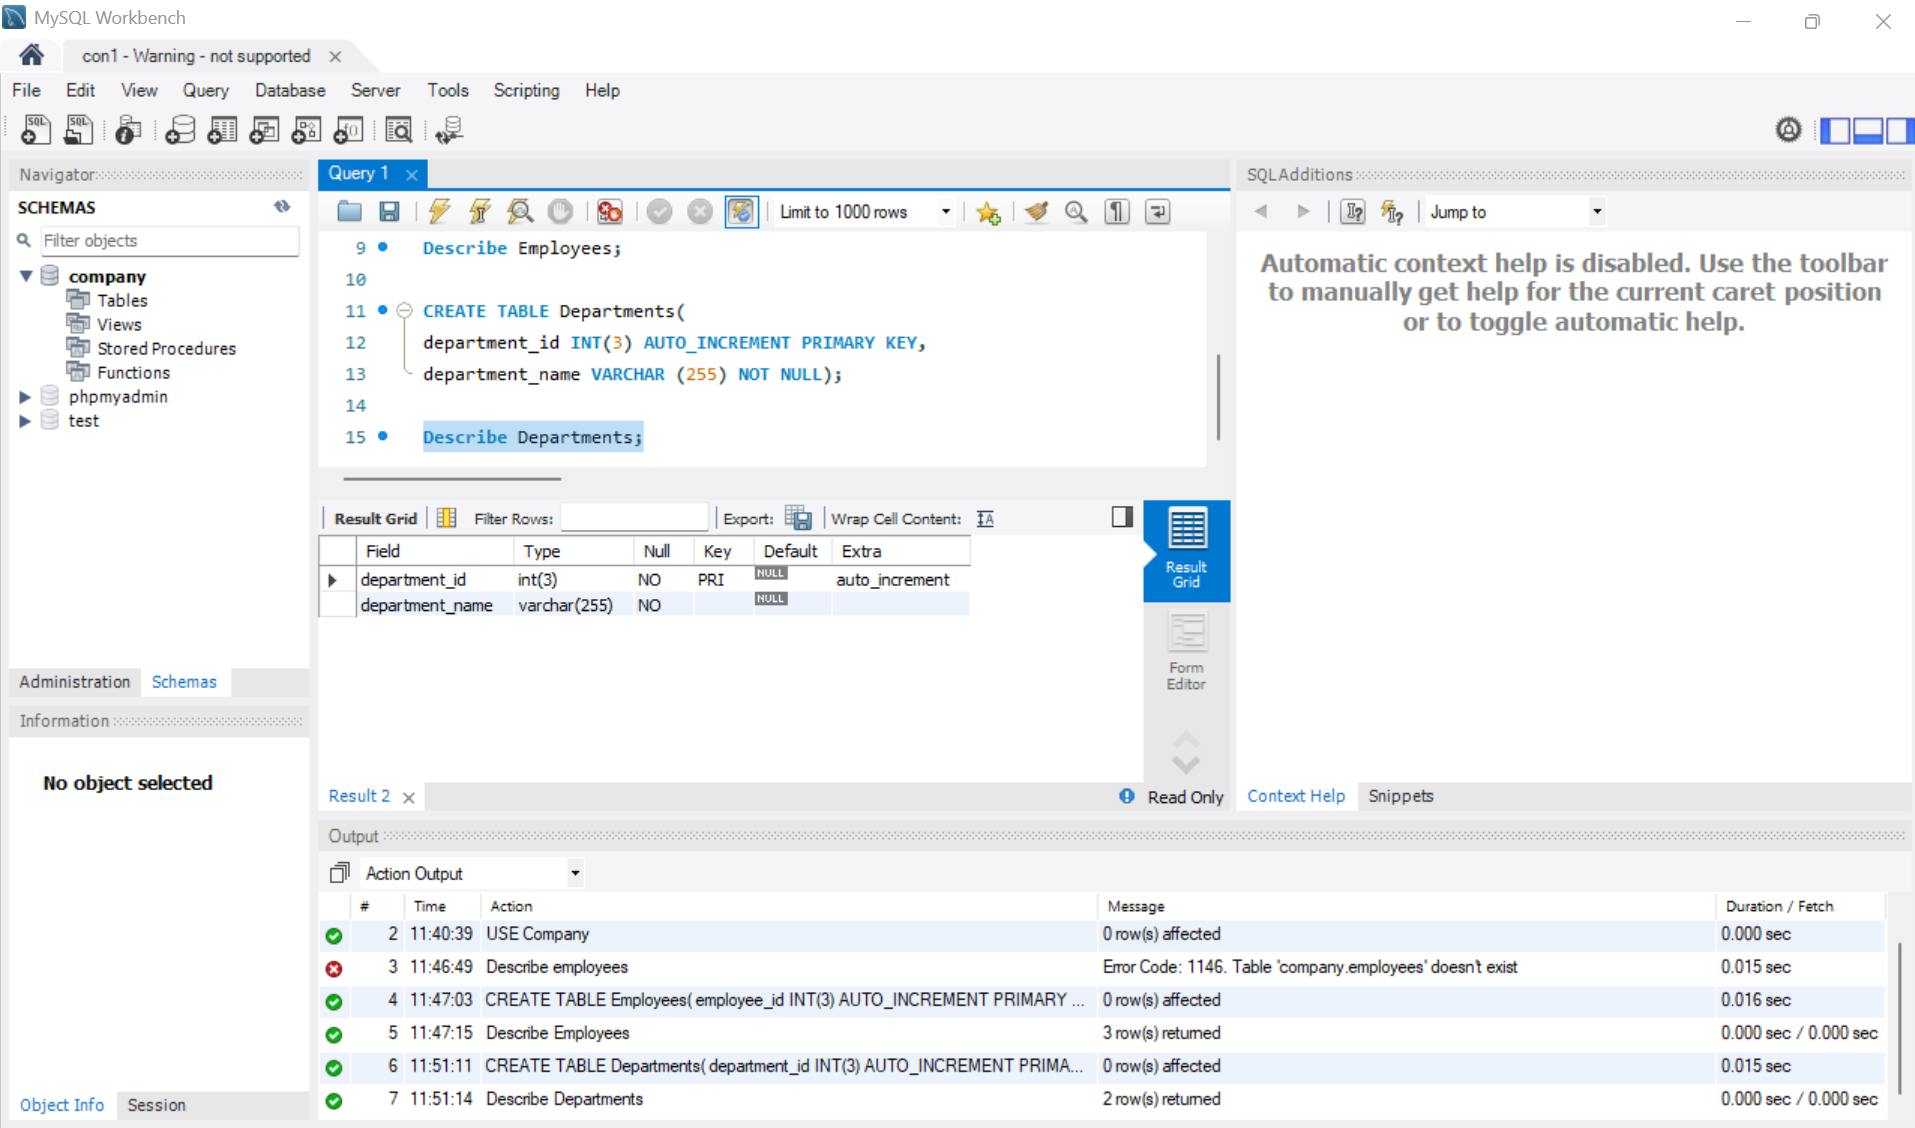 MySQL Workbench
con1 - Warning - not supported
File Edit View Query Database Server Tools Scripting Help
Navigator
SCHEMAS
Filter objects
company
Tables
Views
Stored Procedures
Functions
phpmyadmin
test
Administration Schemas
Information
No object selected
Object Info Session
Query 1
Limit to 1000 rows
9 Describe Employees;
10
11 CREATE TABLE Departments(
12 department_id INT(3) AUTO_INCREMENT PRIMARY KEY,
13 department_name VARCHAR (255) NOT NULL);
14
15 Describe Departments;
Result Grid Filter Rows: Export: Wrap Cell Content:
Field Type Null Key Default Extra
department_id int(3) NO PRI NULL auto_increment
department_name varchar(255) NO NULL
Result Grid
Form Editor
Result 2 Read Only
SQLAdditions
Jump to
Automatic context help is disabled. Use the toolbar
to manually get help for the current caret position
or to toggle automatic help.
Context Help Snippets
Output
Action Output
# Time Action Message Duration / Fetch
2 11:40:39 USE Company 0 row(s) affected 0.000 sec
3 11:46:49 Describe employees Error Code: 1146. Table 'company.employees' doesn't exist 0.015 sec
4 11:47:03 CREATE TABLE Employees( employee_id INT(3) AUTO_INCREMENT PRIMARY ... 0 row(s) affected 0.016 sec
5 11:47:15 Describe Employees 3 row(s) returned 0.000 sec / 0.000 sec
6 11:51:11 CREATE TABLE Departments( department_id INT(3) AUTO_INCREMENT PRIMA... 0 row(s) affected 0.015 sec
7 11:51:14 Describe Departments 2 row(s) returned 0.000 sec / 0.000 sec